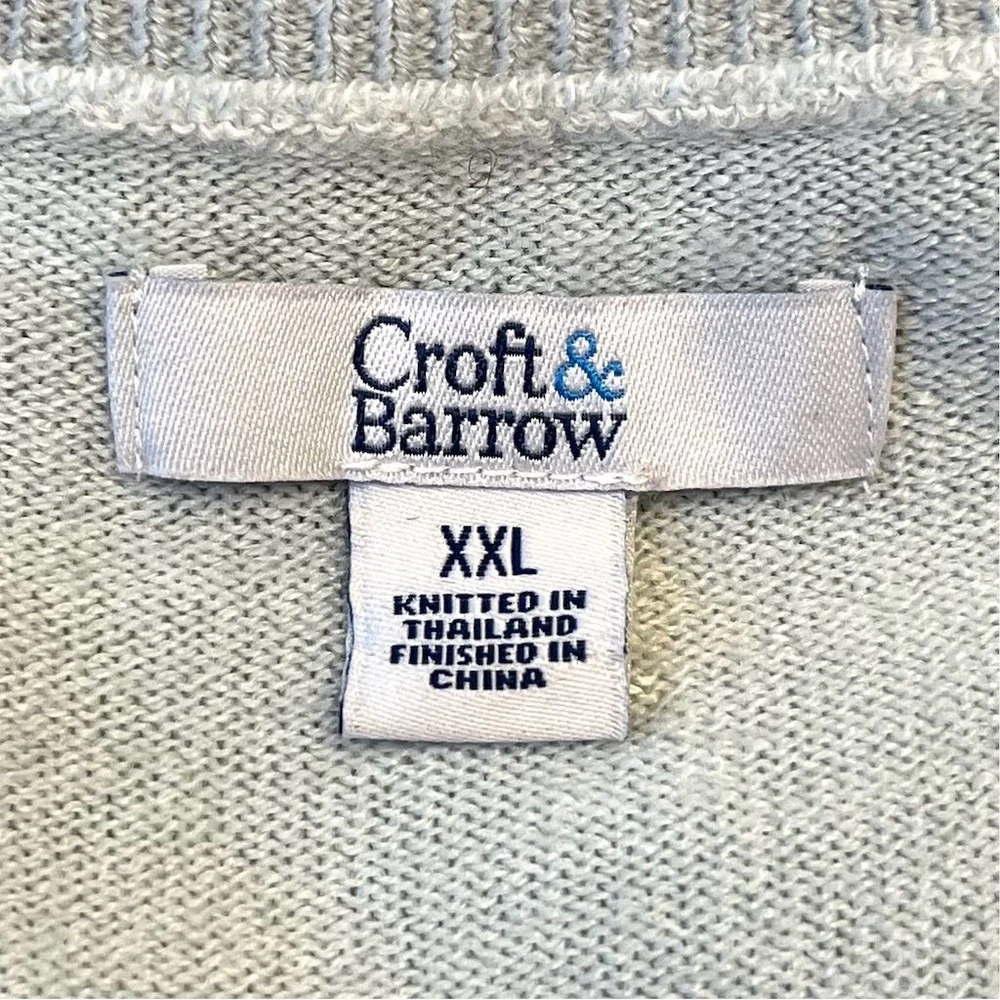 Croft &
Barrow
XXL
KNITTED IN
THAILAND
FINISHED IN
CHINA